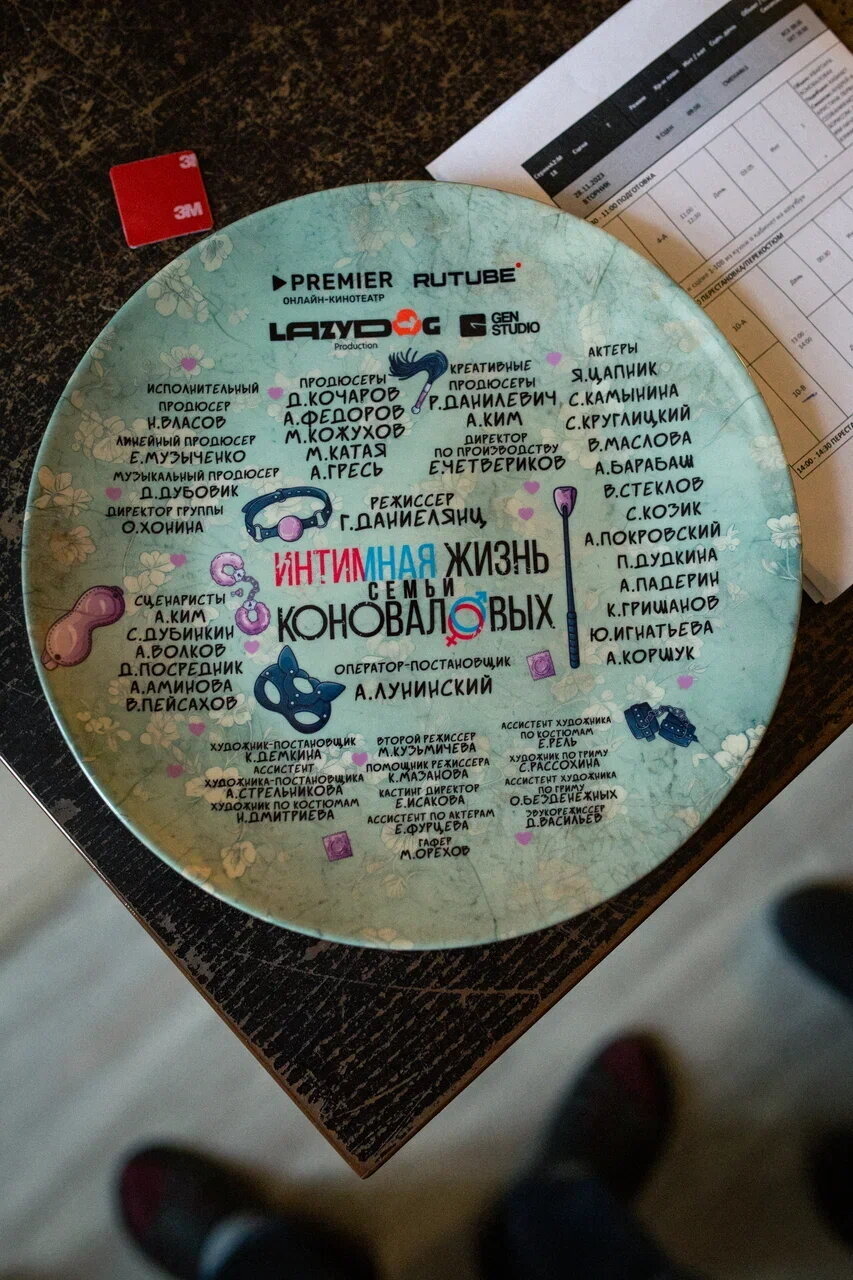 3M
3M
28.11.2023
ВТОРНИК
▶PREMIER
ОНЛАЙН-КИНОТЕАТР
RUTUBE
LAZYDOG
Production
GEN
STUDIO
ИСПОЛНИТЕЛЬНЫЙ
ПРОДЮСЕР
Н.ВЛАСОВ
ЛИНЕЙНЫЙ ПРОДЮСЕР
Е.МУЗЫЧЕНКО
МУЗЫКАЛЬНЫЙ ПРОДЮСЕР
Д.ДУБОВИК
ДИРЕКТОР ГРУППЫ
О.ХОНИНА
ПРОДЮСЕРЫ
Д.КОЧАРОВ
А.ФЕДОРОВ
М.КОЖУХОВ
М.КАТАЯ
А.ГРЕСЬ
КРЕАТИВНЫЕ
ПРОДЮСЕРЫ
Р.ДАНИЛЕВИЧ
А.КИМ
ДИРЕКТОР
ПО ПРОИЗВОДСТВУ
Е.ЧЕТВЕРИКОВ
АКТЕРЫ
Я.ЦАПНИК
С.КАМЫНИНА
С.КРУГЛИЦКИЙ
В.МАСЛОВА
А.БАРАБАШ
В.СТЕКЛОВ
С.КОЗИК
А.ПОКРОВСКИЙ
П.ДУДКИНА
А.ПАДЕРИН
К.ГРИШАНОВ
Ю.ИГНАТЬЕВА
А.КОРШУК
РЕЖИССЕР
Г.ДАНИЕЛЯНЦ
ИНТИМНАЯ ЖИЗНЬ
СЕМЬИ
КОНОВАЛОВЫХ
СЦЕНАРИСТЫ
А.КИМ
С.ДУБИНКИН
А.ВОЛКОВ
Д.ПОСРЕДНИК
А.АМИНОВА
В.ПЕЙСАХОВ
ОПЕРАТОР-ПОСТАНОВЩИК
А.ЛУНИНСКИЙ
ХУДОЖНИК-ПОСТАНОВЩИК
К.ДЕМКИНА
АССИСТЕНТ
ХУДОЖНИКА-ПОСТАНОВЩИКА
А.СТРЕЛЬНИКОВА
ХУДОЖНИК ПО КОСТЮМАМ
Н.ДМИТРИЕВА
ВТОРОЙ РЕЖИССЕР
М.КУЗЬМИЧЕВА
ПОМОЩНИК РЕЖИССЕРА
К.МАЗАНОВА
КАСТИНГ ДИРЕКТОР
Е.ИСАКОВА
АССИСТЕНТ ПО АКТЕРАМ
Е.ФУРЦЕВА
ГАФЕР
М.ОРЕХОВ
АССИСТЕНТ ХУДОЖНИКА
ПО КОСТЮМАМ
Е.РЕЛЬ
ХУДОЖНИК ПО ГРИМУ
С.РАССОХИНА
АССИСТЕНТ ХУДОЖНИКА
ПО ГРИМУ
О.БЕЗДЕНЕЖНЫХ
ЗВУКОРЕЖИССЕР
Д.ВАСИЛЬЕВ